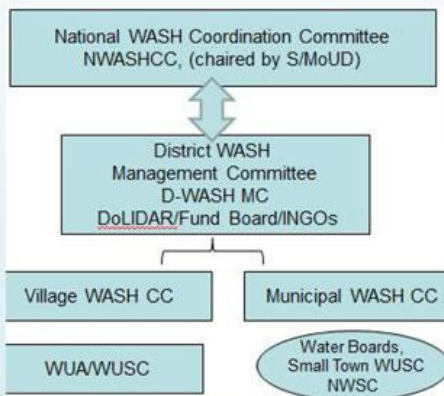 National WASH Coordination Committee
NWASHCC, (chaired by S/MoUD)
District WASH
Management Committee
D-WASH MC
DoLIDAR/Fund Board/INGOs
Village WASH CC
Municipal WASH CC
WUA/WUSC
Water Boards,
Small Town WUSC
NWSC